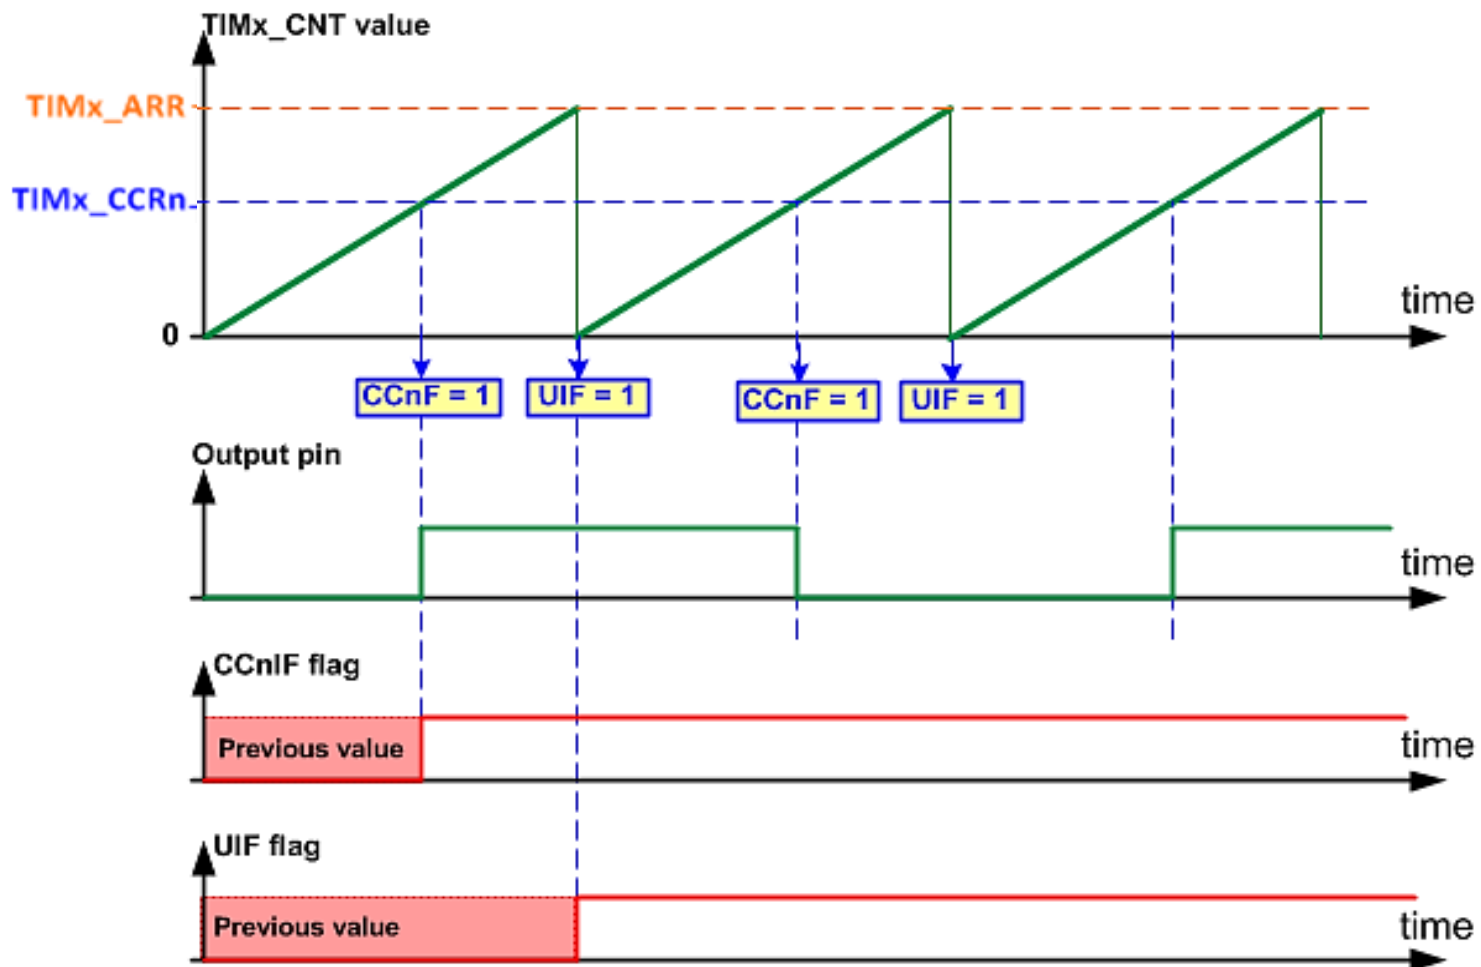 TIMx_CNT value
TIMx_ARR
TIMx_CCRn
time
0
CCnF = 1
UIF = 1
CCnF = 1
UIF = 1
Output pin
time
CCnIF flag
Previous value
time
UIF flag
Previous value
time